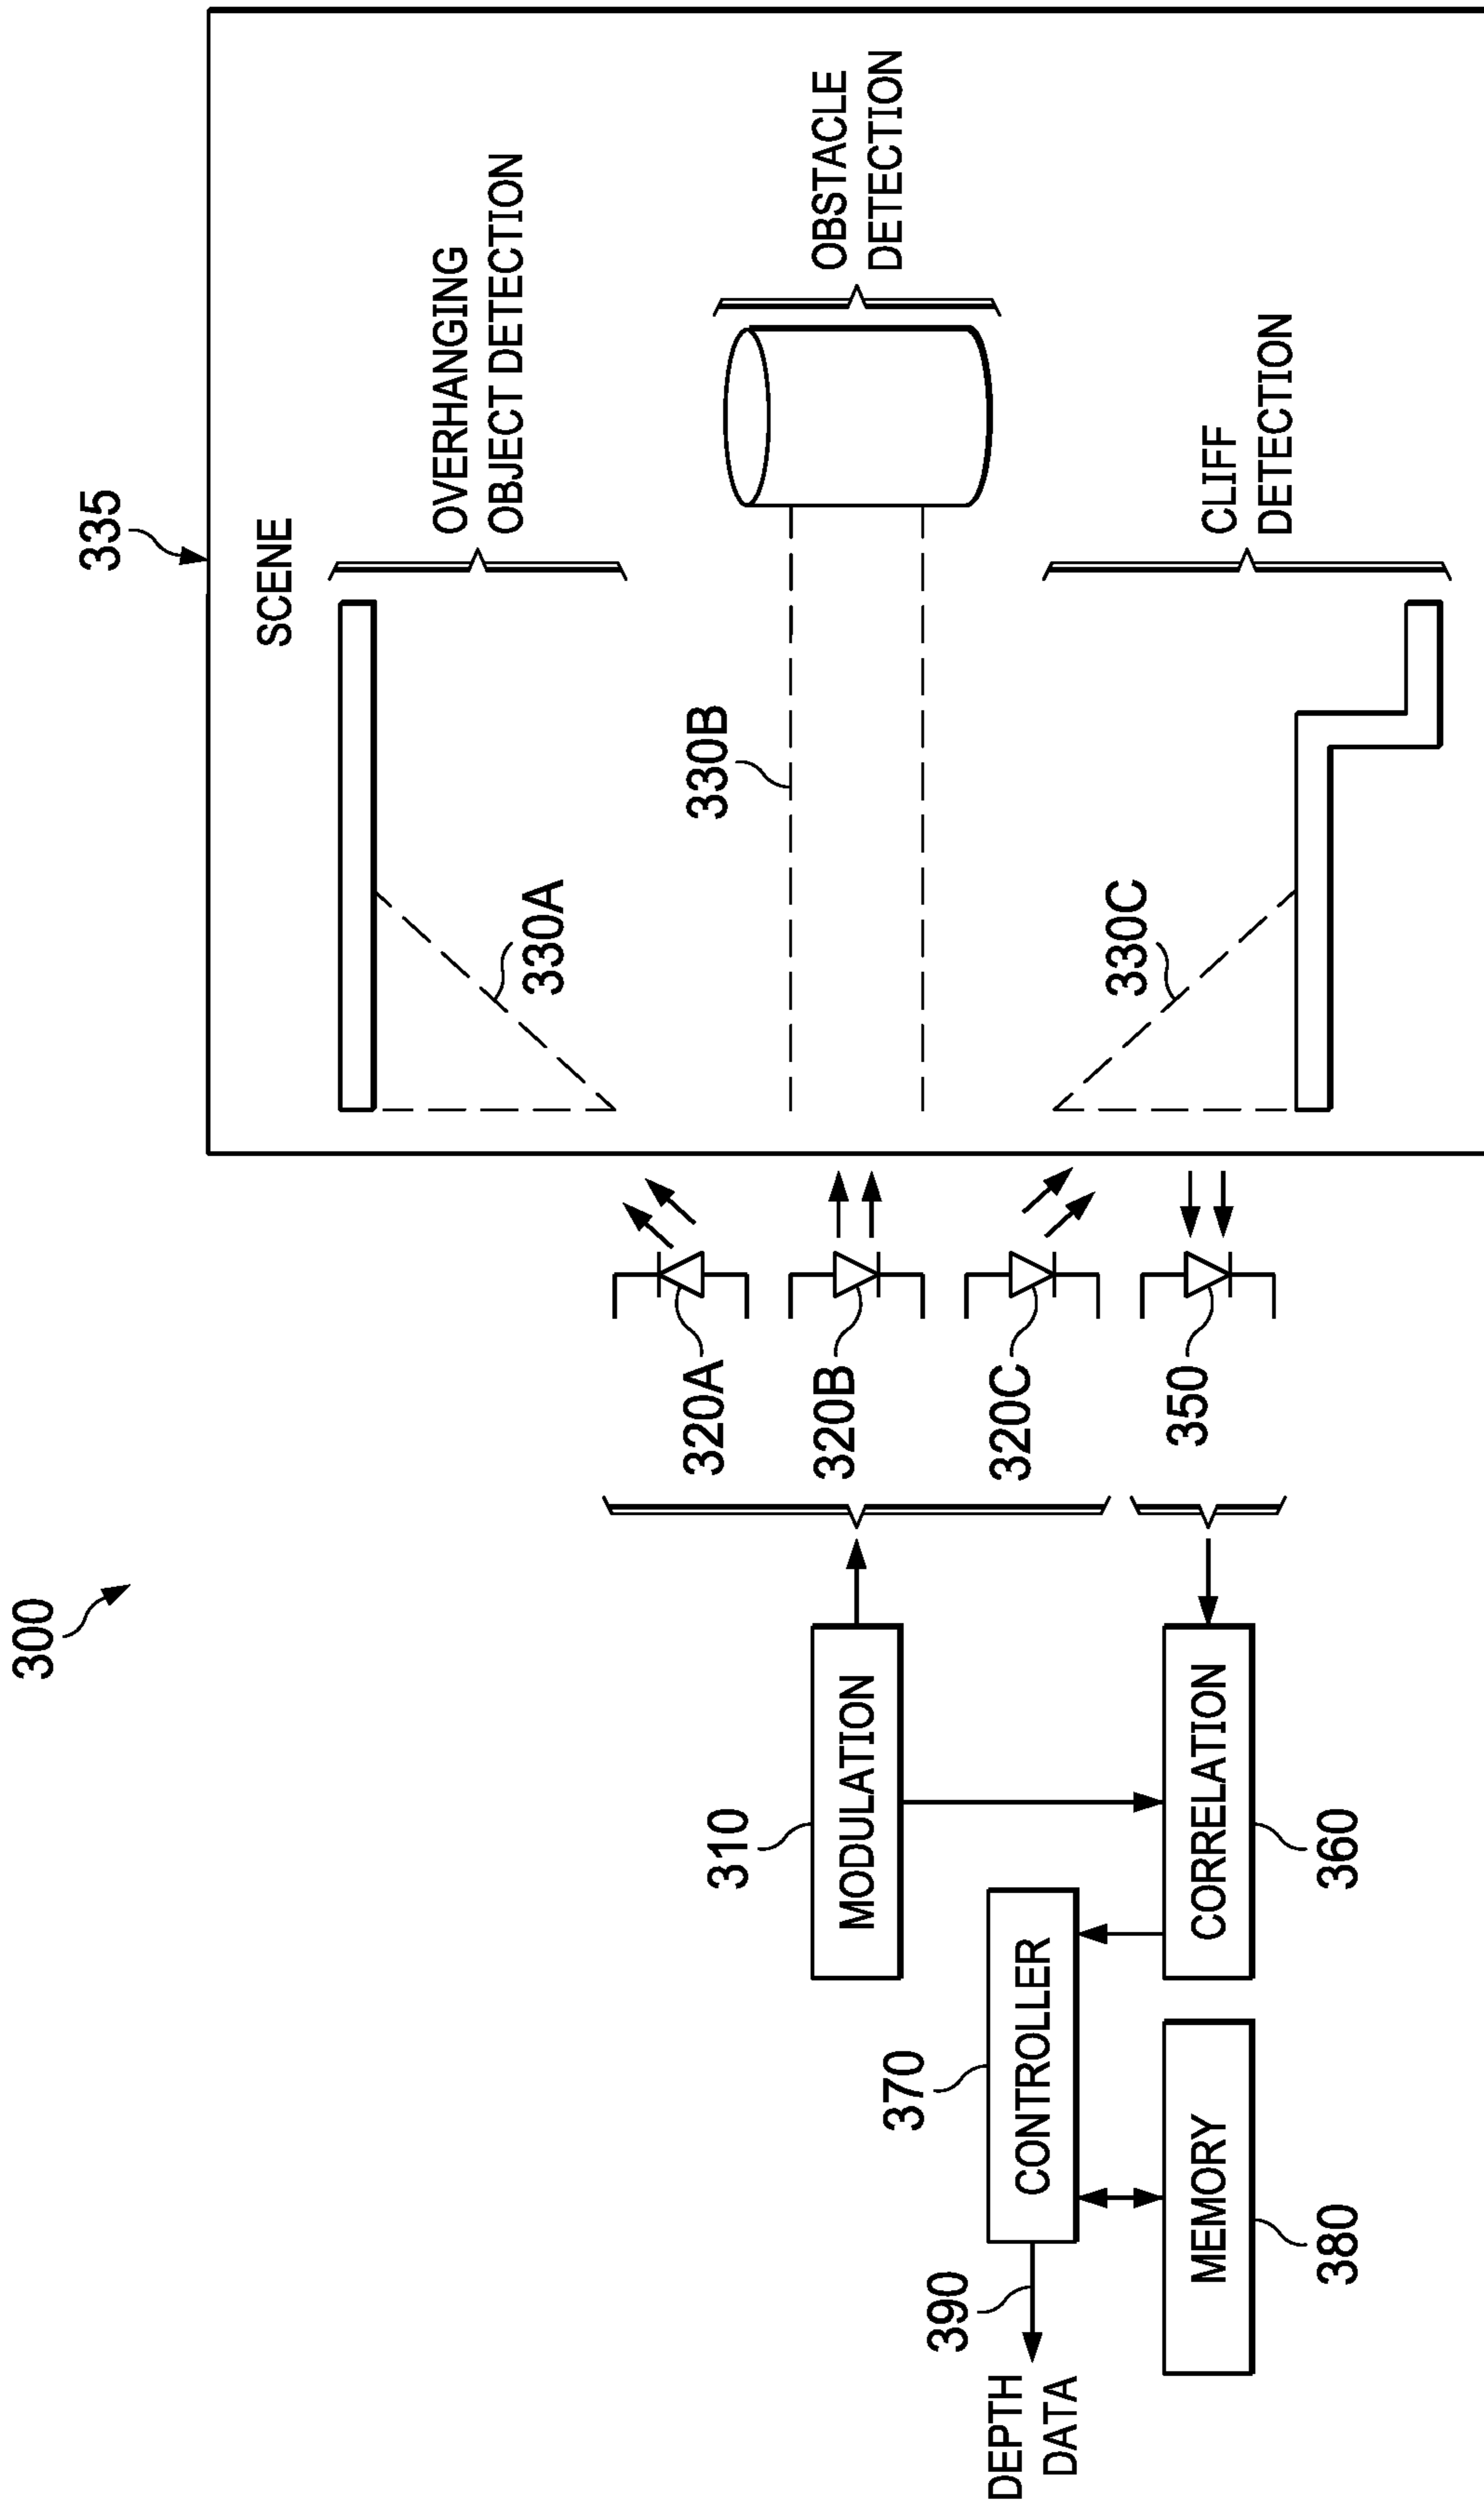 300
335
SCENE
OVERHANGING
OBJECT DETECTION
330A
330B
OBSTACLE
DETECTION
330C
CLIFF
DETECTION
320A
320B
320C
350
310
MODULATION
370
CONTROLLER
CORRELATION
360
390
DEPTH
DATA
MEMORY
380